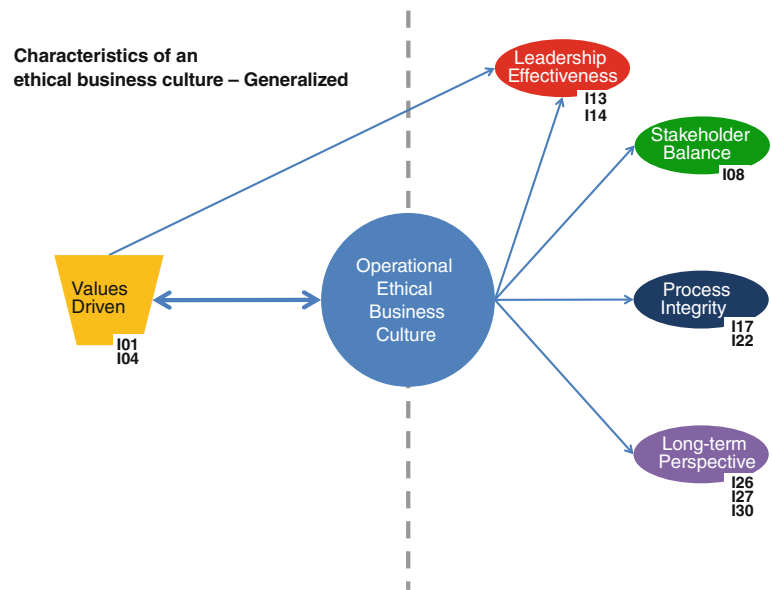 Characteristics of an
ethical business culture – Generalized
Leadership
Effectiveness
I13
I14
Stakeholder
Balance
I08
Values
Driven
I01
I04
Operational
Ethical
Business
Culture
Process
Integrity
I17
I22
Long-term
Perspective
I26
I27
I30